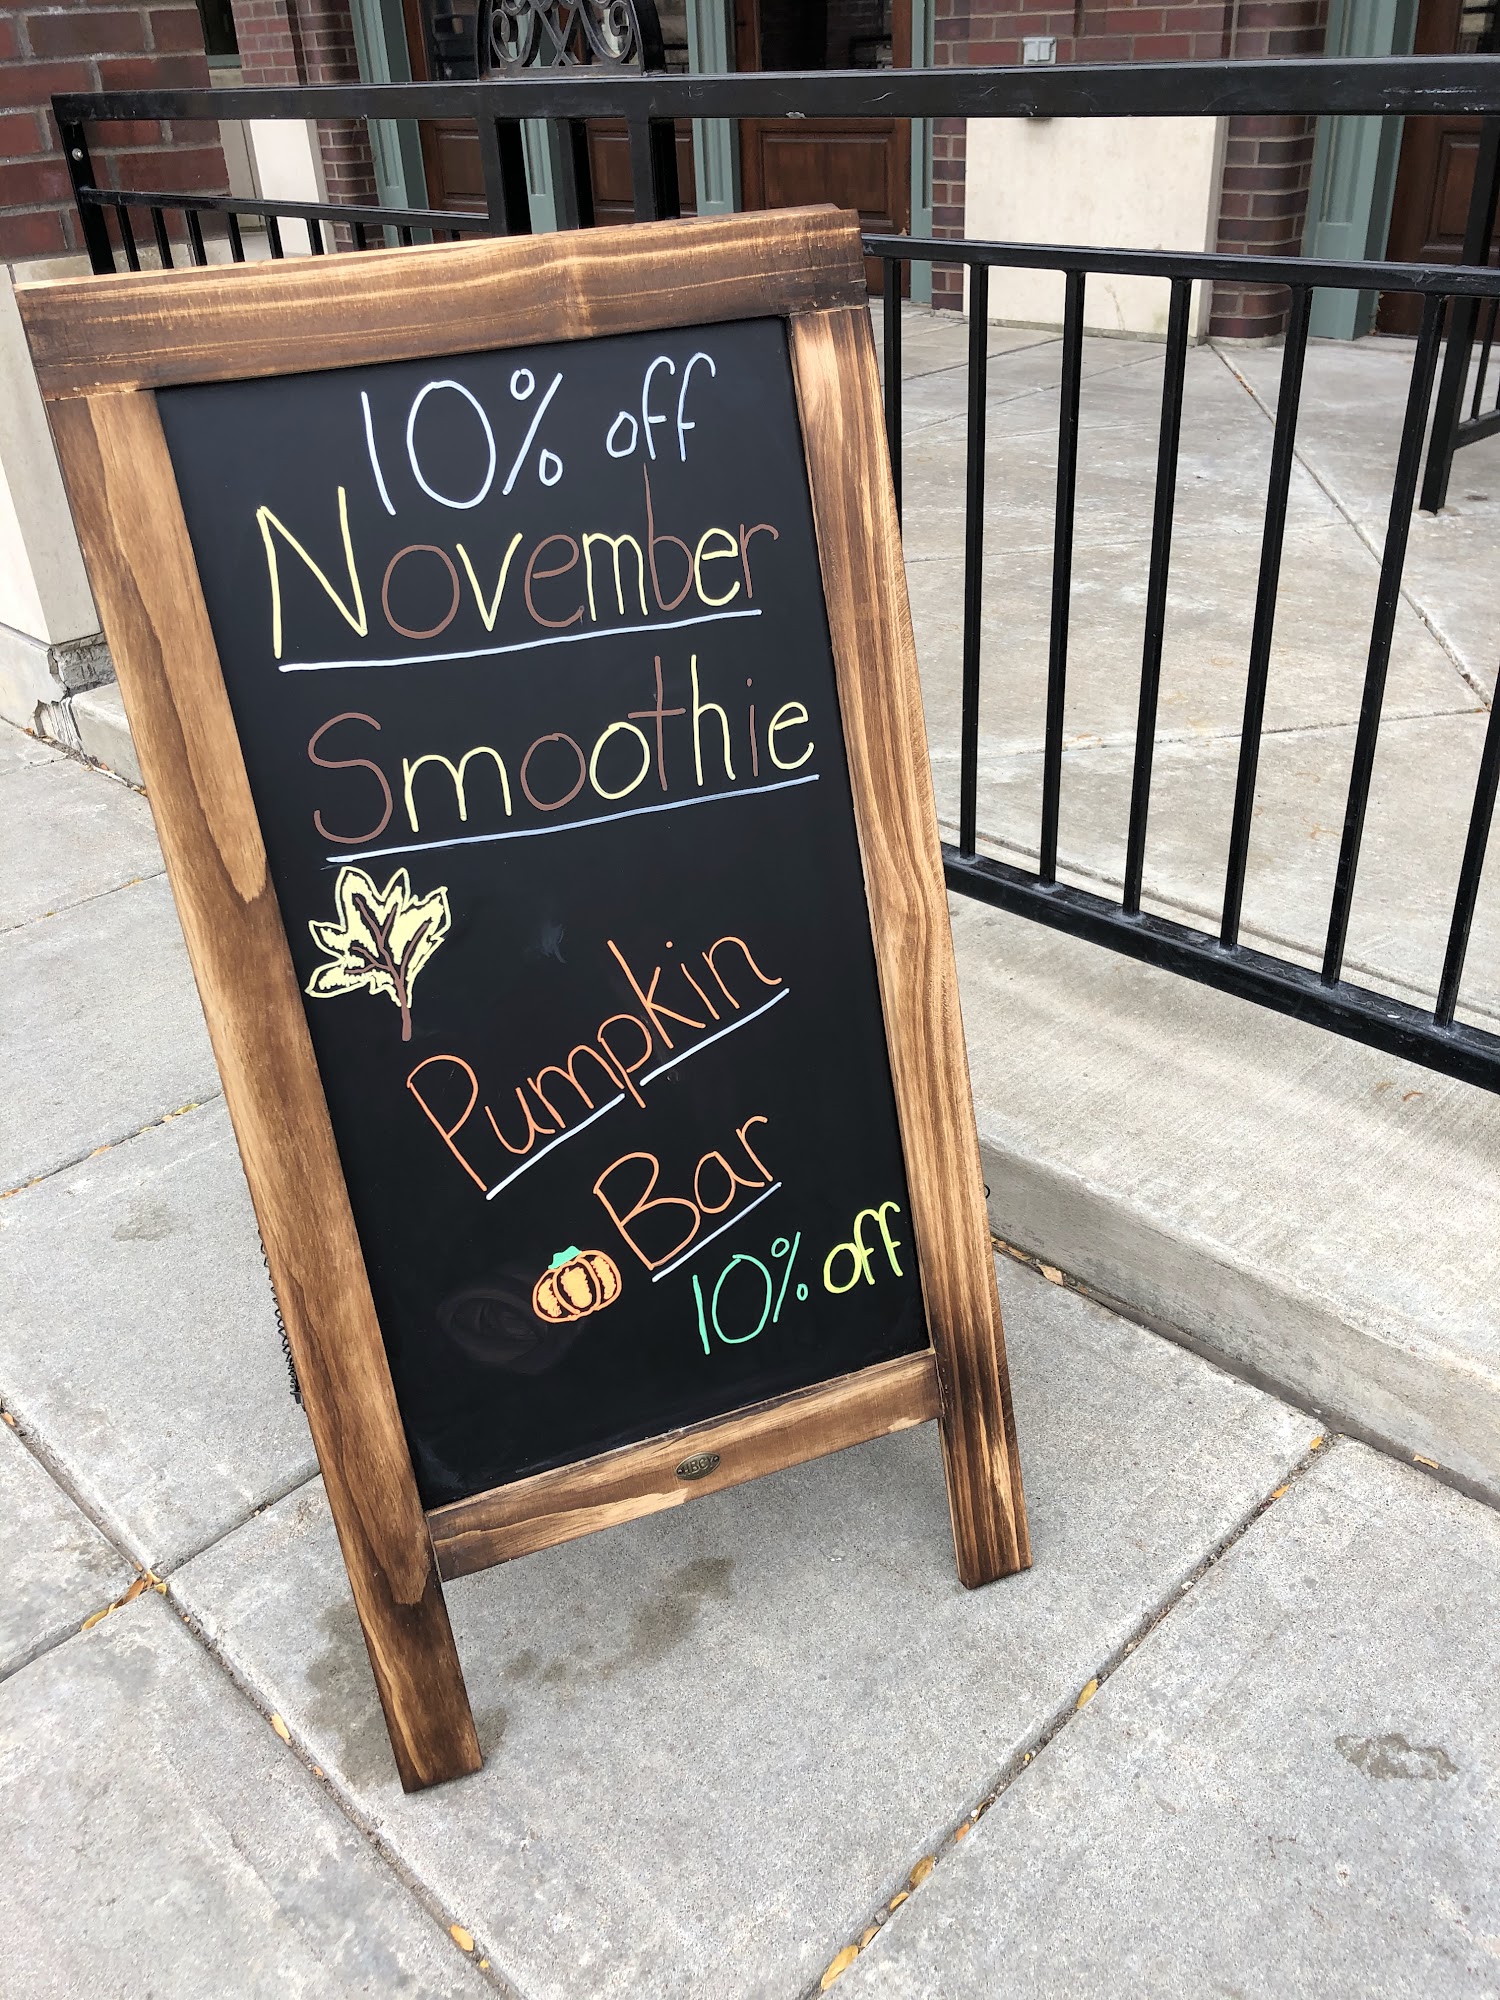 10% off
November
Smoothie
Pumpkin
Bar
10% off